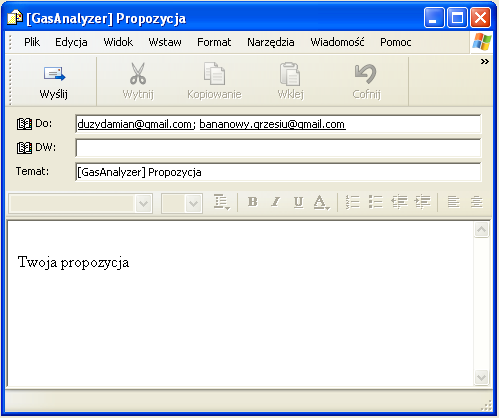 [GasAnalyzer] Propozycja
Plik Edycja Widok Wstaw Format Narzędzia Wiadomość Pomoc
»
Wyślij Wytnij Kopiowanie Wklej Cofnij
Do: duzydamian@gmail.com; bananowy.grzesiu@gmail.com
DW:
Temat: [GasAnalyzer] Propozycja
B I U A
Twoja propozycja